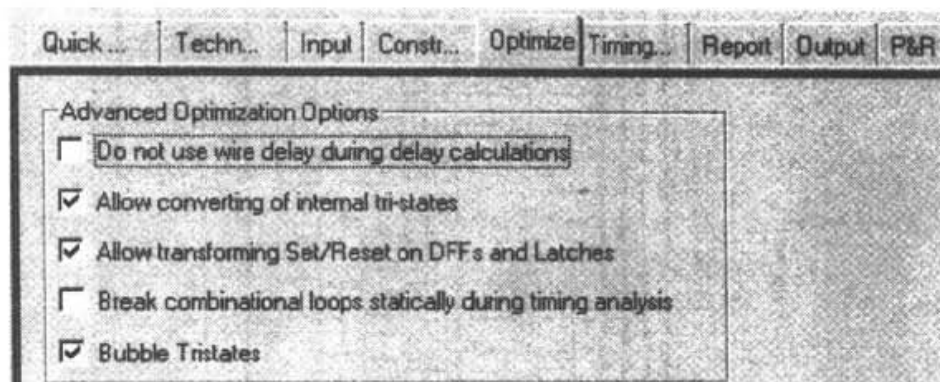 Quick ... Techn... Input Constr... Optimize Timing... Report Output P&R
Advanced Optimization Options
Do not use wire delay during delay calculations
Allow converting of internal tri-states
Allow transforming Set/Reset on DFFs and Latches
Break combinational loops statically during timing analysis
Bubble Tristates